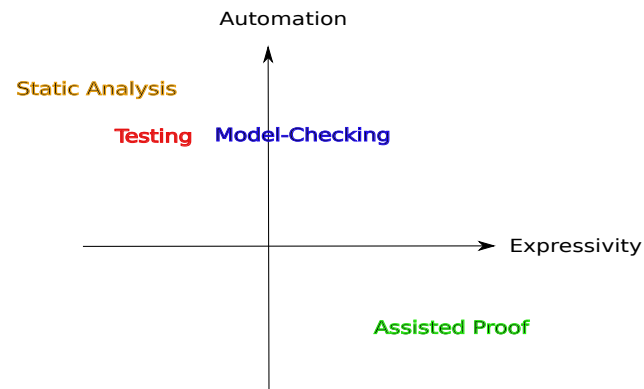 Automation
Static Analysis
Testing
Model-Checking
Expressivity
Assisted Proof